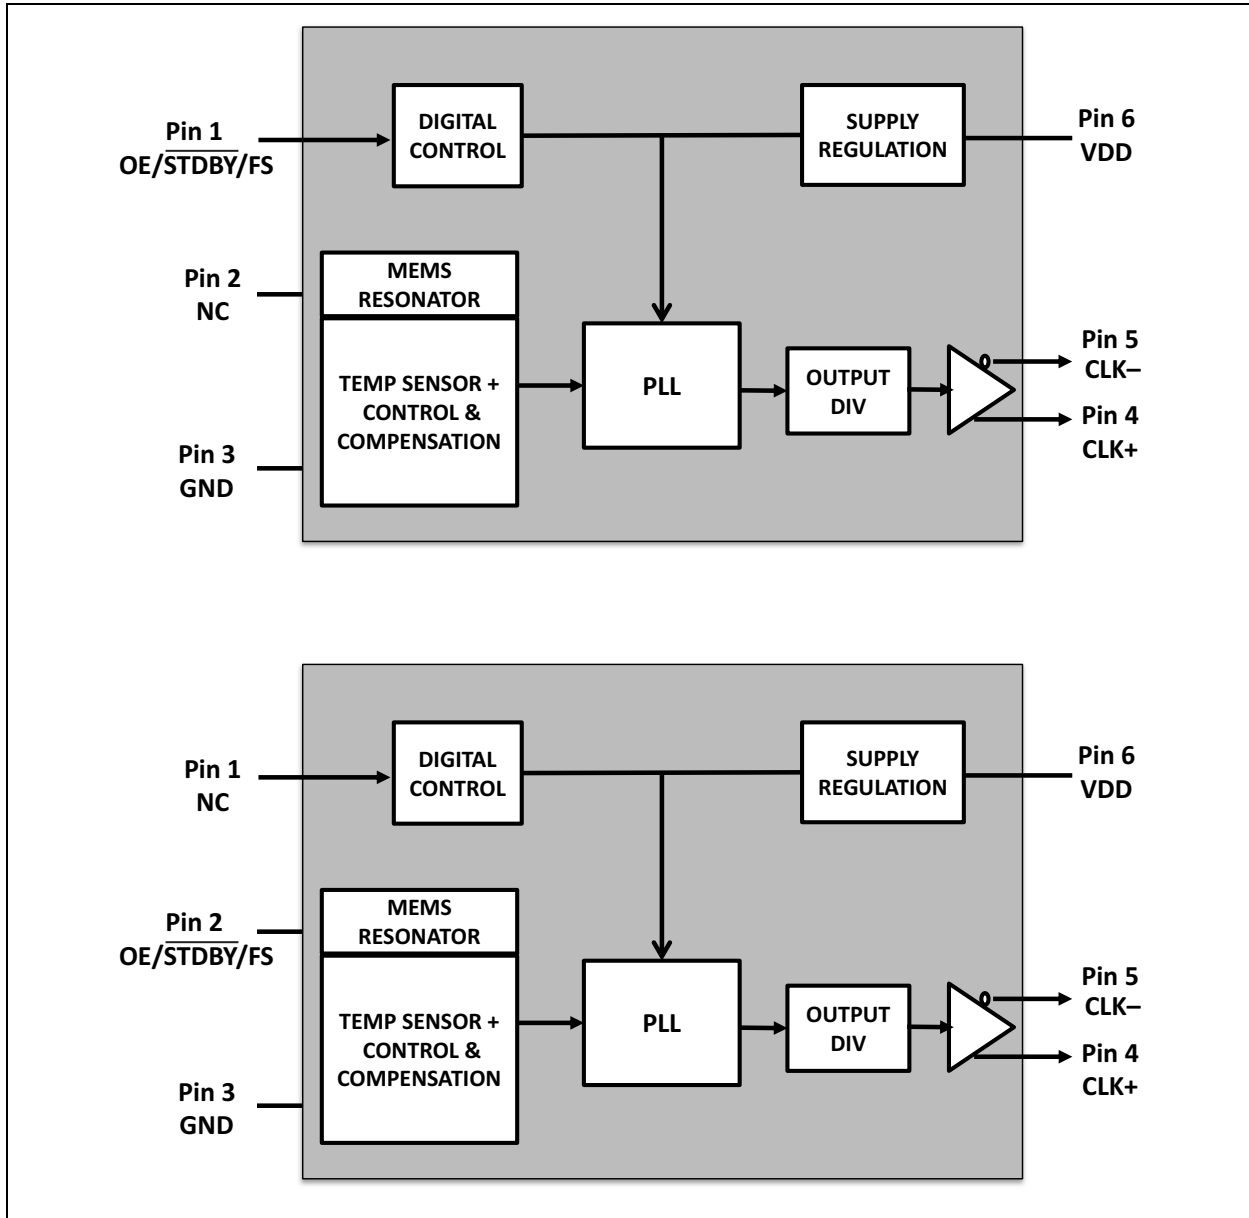 Pin 1
OE/STDBY/FS
DIGITAL
CONTROL
SUPPLY
REGULATION
Pin 6
VDD
Pin 2
NC
MEMS
RESONATOR
TEMP SENSOR +
CONTROL &
COMPENSATION
Pin 3
GND
PLL
OUTPUT
DIV
Pin 5
CLK–
Pin 4
CLK+
Pin 1
NC
DIGITAL
CONTROL
SUPPLY
REGULATION
Pin 6
VDD
Pin 2
OE/STDBY/FS
MEMS
RESONATOR
TEMP SENSOR +
CONTROL &
COMPENSATION
Pin 3
GND
PLL
OUTPUT
DIV
Pin 5
CLK–
Pin 4
CLK+